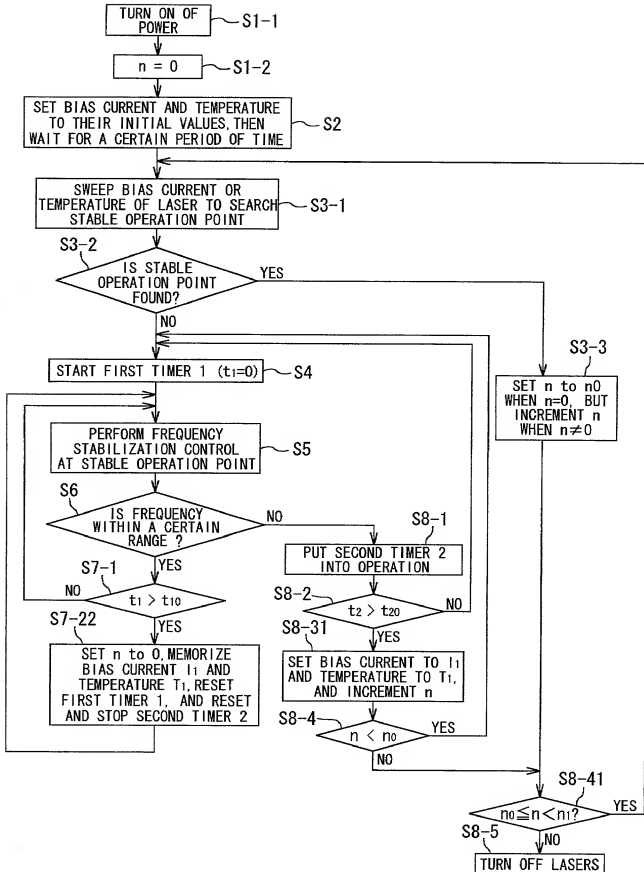 TURN ON OF
POWER
S1-1
n = 0
S1-2
SET BIAS CURRENT AND TEMPERATURE
TO THEIR INITIAL VALUES, THEN
WAIT FOR A CERTAIN PERIOD OF TIME
S2
SWEEP BIAS CURRENT OR
TEMPERATURE OF LASER TO SEARCH
STABLE OPERATION POINT
S3-1
S3-2
IS STABLE
OPERATION POINT
FOUND?
YES
NO
START FIRST TIMER 1 (t₁=0)
S4
S3-3
SET n to n0
WHEN n=0, BUT
INCREMENT n
WHEN n≠0
PERFORM FREQUENCY
STABILIZATION CONTROL
AT STABLE OPERATION POINT
S5
S6
IS FREQUENCY
WITHIN A CERTAIN
RANGE ?
NO
YES
S8-1
PUT SECOND TIMER 2
INTO OPERATION
S7-1
NO
t₁ > t₁₀
YES
S8-2
t₂ > t₂₀
NO
YES
S7-22
SET n to 0, MEMORIZE
BIAS CURRENT I₁ AND
TEMPERATURE T₁, RESET
FIRST TIMER 1, AND RESET
AND STOP SECOND TIMER 2
S8-31
SET BIAS CURRENT TO I₁
AND TEMPERATURE TO T₁,
AND INCREMENT n
S8-4
n < n₀
YES
NO
S8-41
n₀≦n<n₁?
YES
NO
S8-5
TURN OFF LASERS